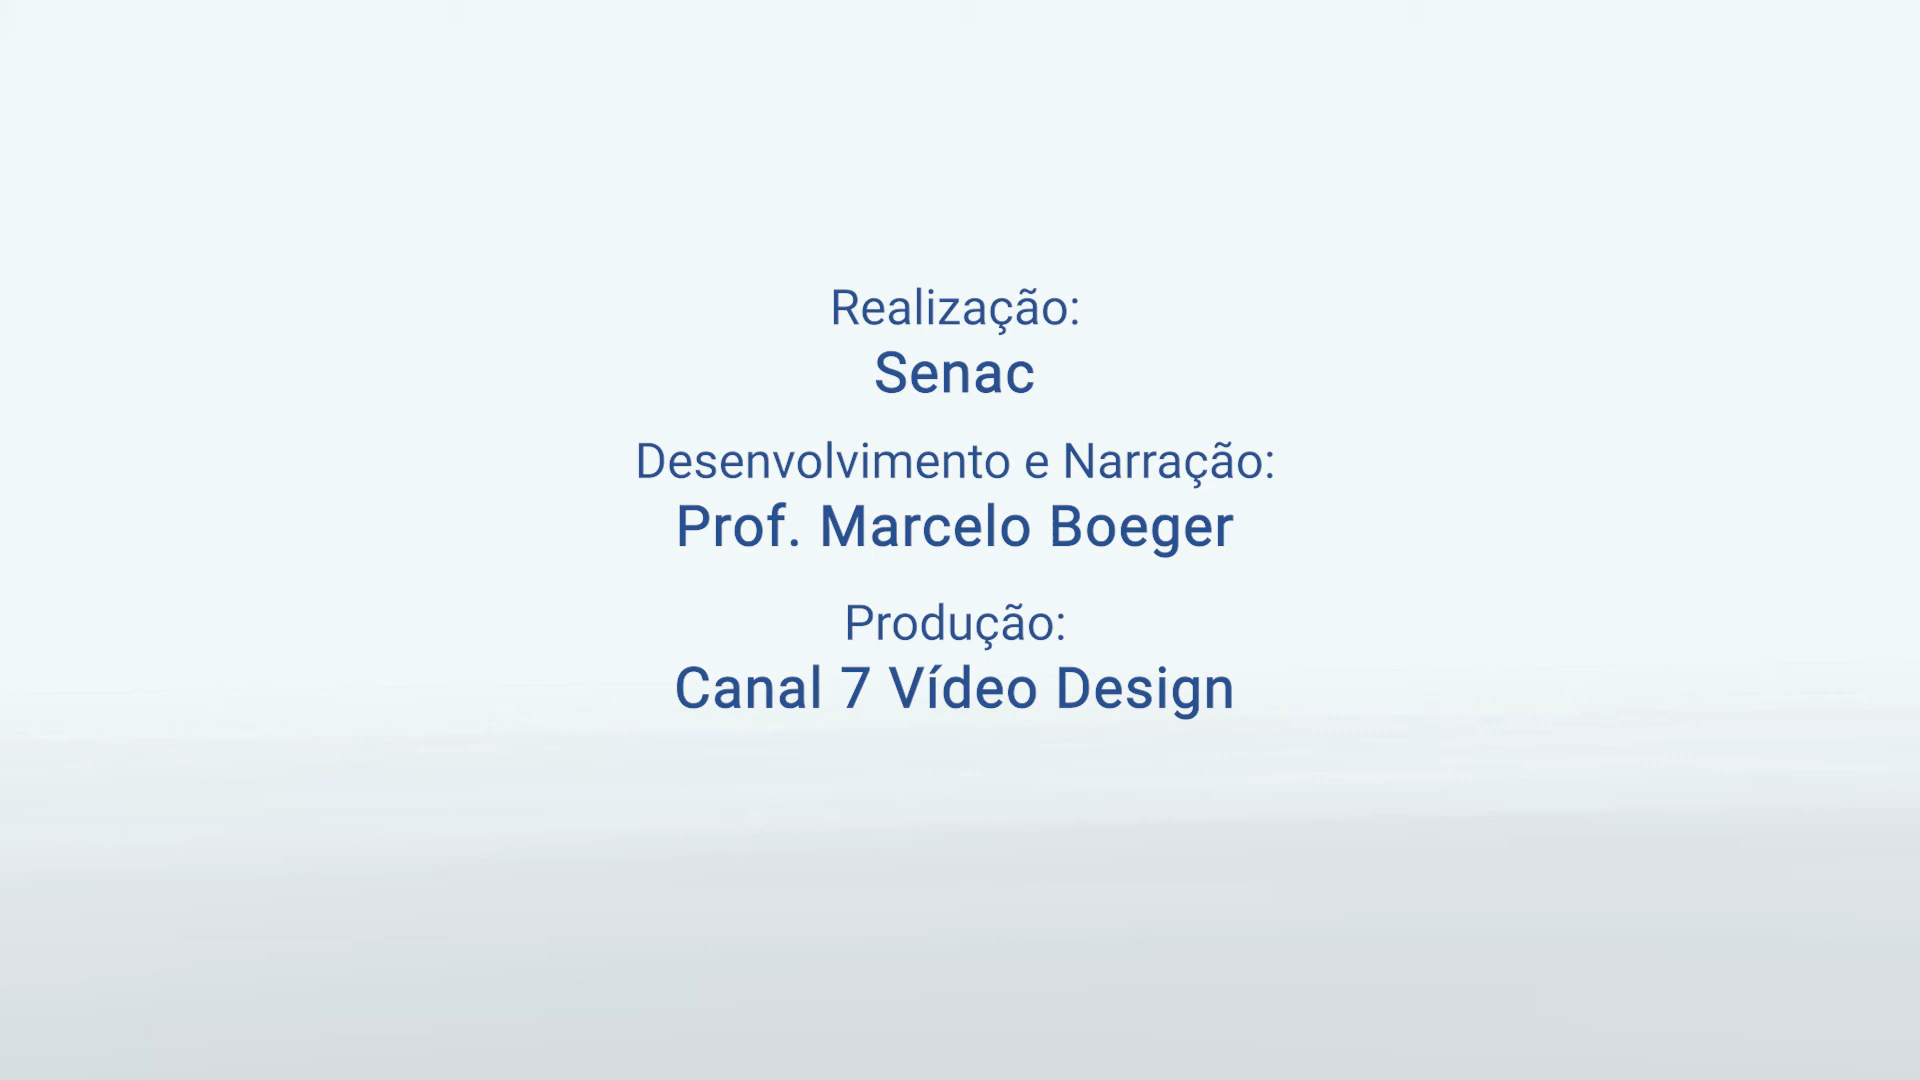 Realização:
Senac
Desenvolvimento e Narração:
Prof. Marcelo Boeger
Produção:
Canal 7 Vídeo Design